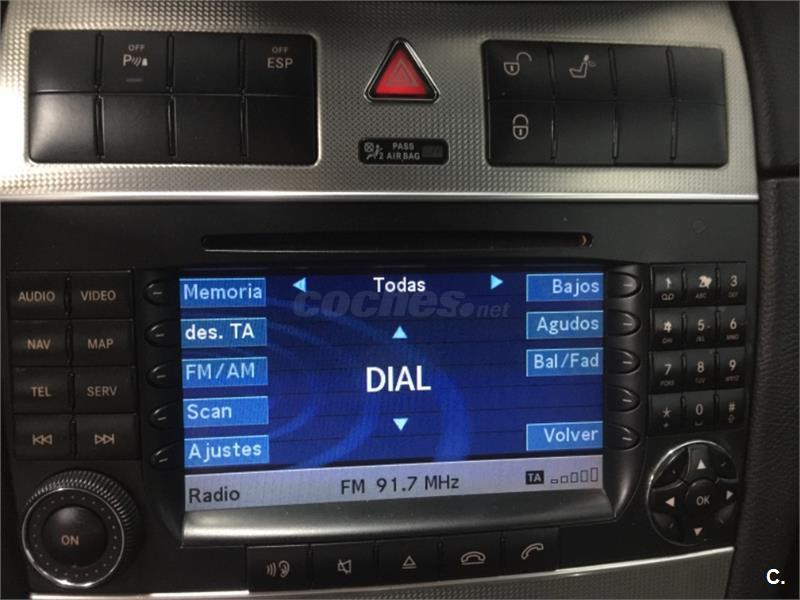 OFF
P
OFF
ESP
PASS
2 AIR BAG
Memoria
des. TA
FM/AM
Scan
Ajustes
Todas
DIAL
Bajos
Agudos
Bal/Fad
Volver
Radio
FM 91.7 MHz
TA
coches.net
AUDIO VIDEO
NAV MAP
TEL SERV
ON
1 2 ABC 3 DEF
4 GHI 5 JKL 6 MNO
7 PQRS 8 TUV 9 WXYZ
* 0 #
OK
C.